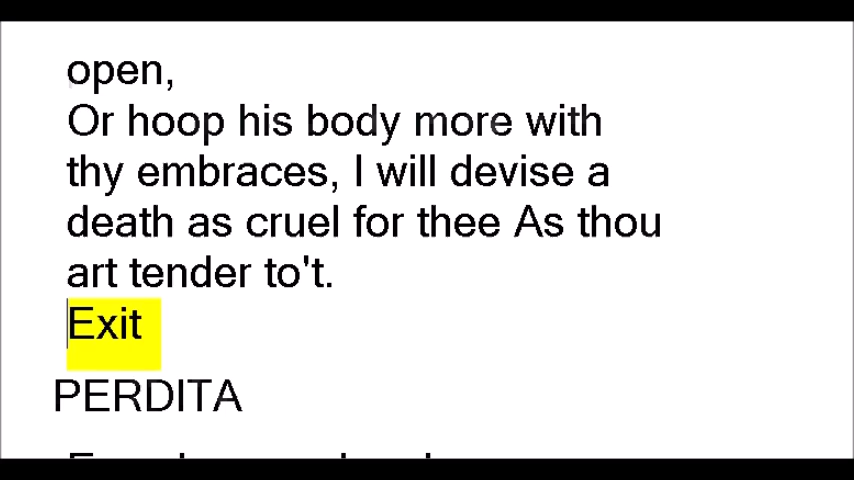 open,
Or hoop his body more with
thy embraces, I will devise a
death as cruel for thee As thou
art tender to't.
Exit
PERDITA